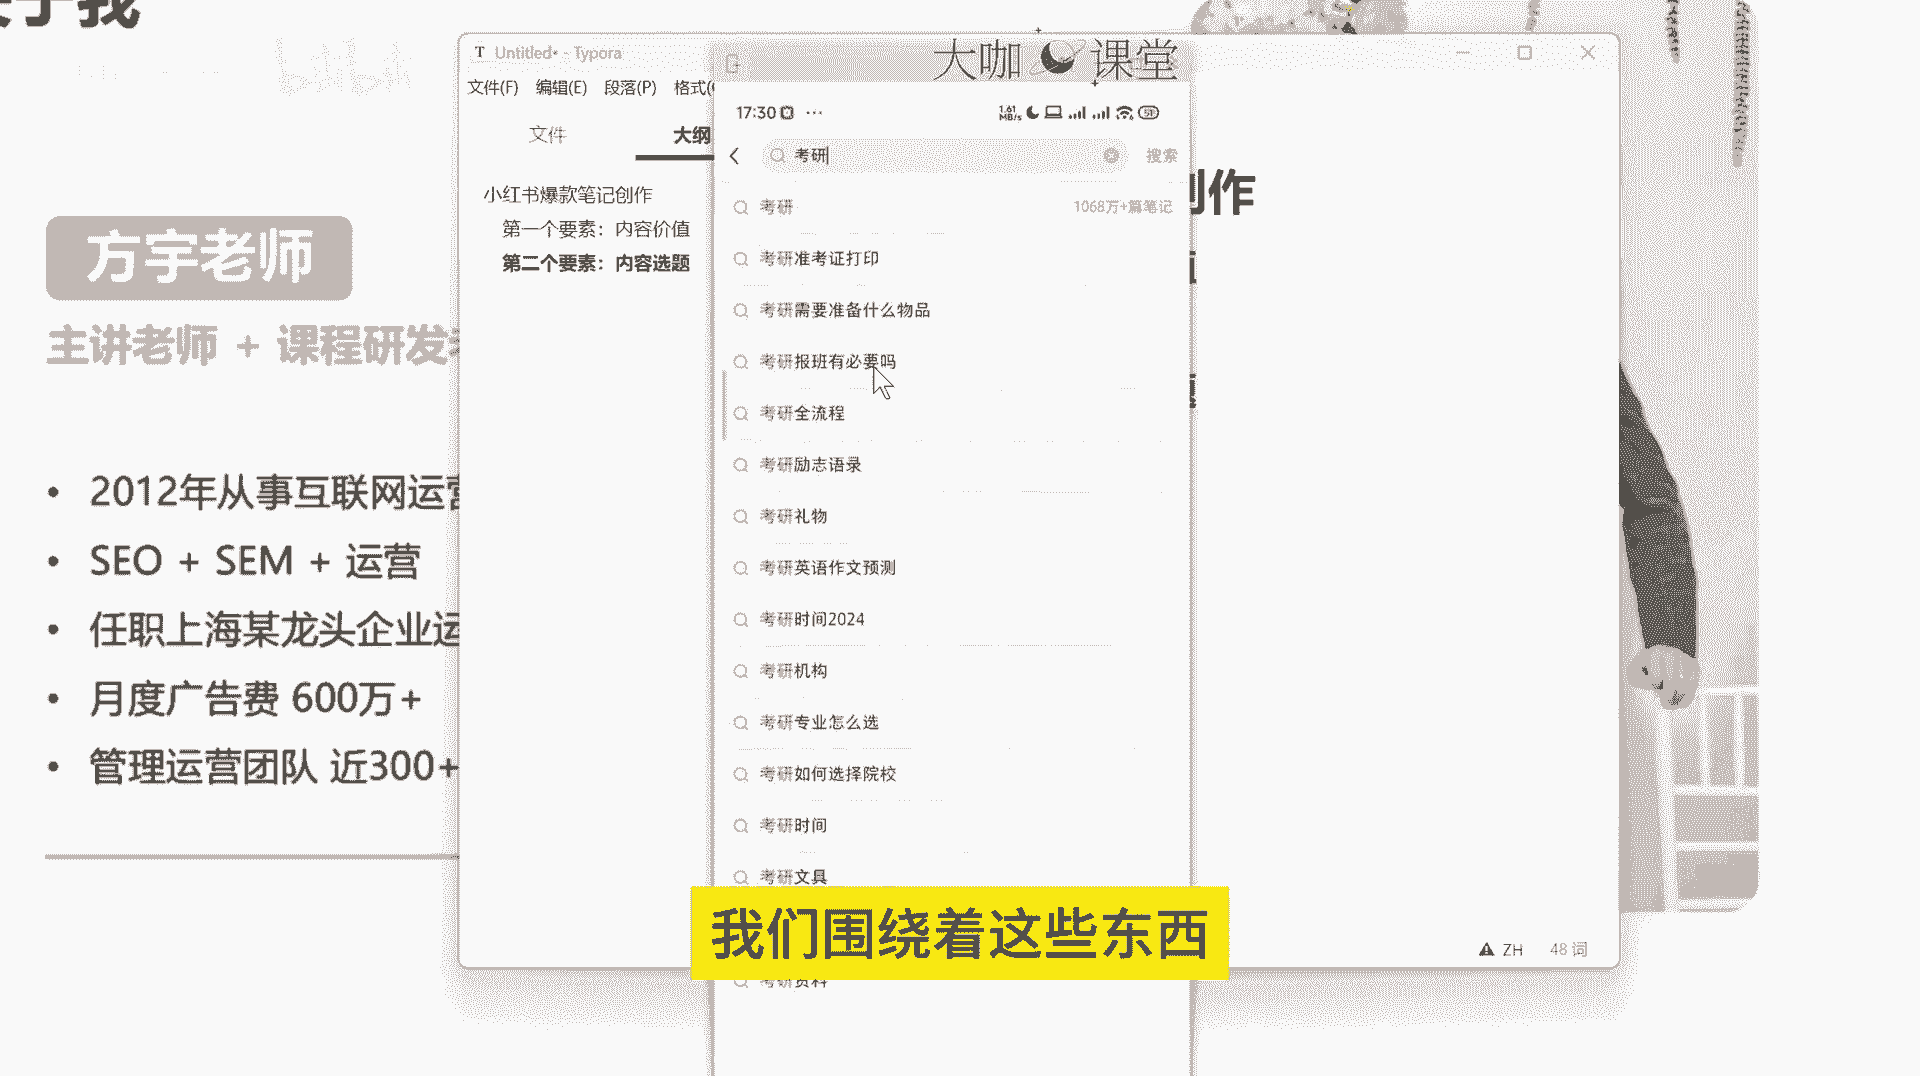 方宇老师
主讲老师 + 课程研发
• 2012年从事互联网运营
• SEO + SEM + 运营
• 任职上海某龙头企业运
• 月度广告费 600万+
• 管理运营团队 近300+
T Untitled• - Typora
文件(F) 编辑(E) 段落(P) 格式(
文件
大纲
小红书爆款笔记创作
第一个要素：内容价值
第二个要素：内容选题
大咖课堂
17:30 ···
1.61 MB/s
考研
搜索
考研 1068万+篇笔记
考研准考证打印
考研需要准备什么物品
考研报班有必要吗
考研全流程
考研励志语录
考研礼物
考研英语作文预测
考研时间2024
考研机构
考研专业怎么选
考研如何选择院校
考研时间
考研文具
我们围绕着这些东西
考研资料
创作
ZH 48 词